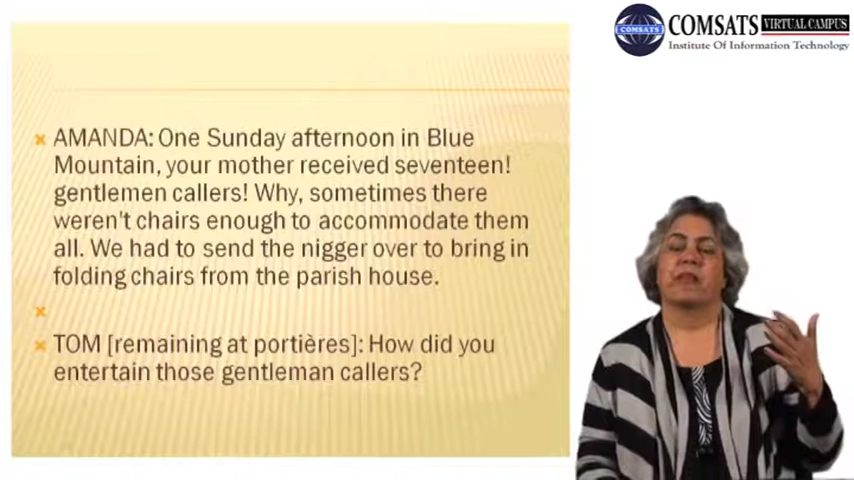 COMSATS VIRTUAL CAMPUS
COMSATS
Institute Of Information Technology
AMANDA: One Sunday afternoon in Blue
Mountain, your mother received seventeen!
gentlemen callers! Why, sometimes there
weren't chairs enough to accommodate them
all. We had to send the nigger over to bring in
folding chairs from the parish house.
TOM [remaining at portières]: How did you
entertain those gentleman callers?